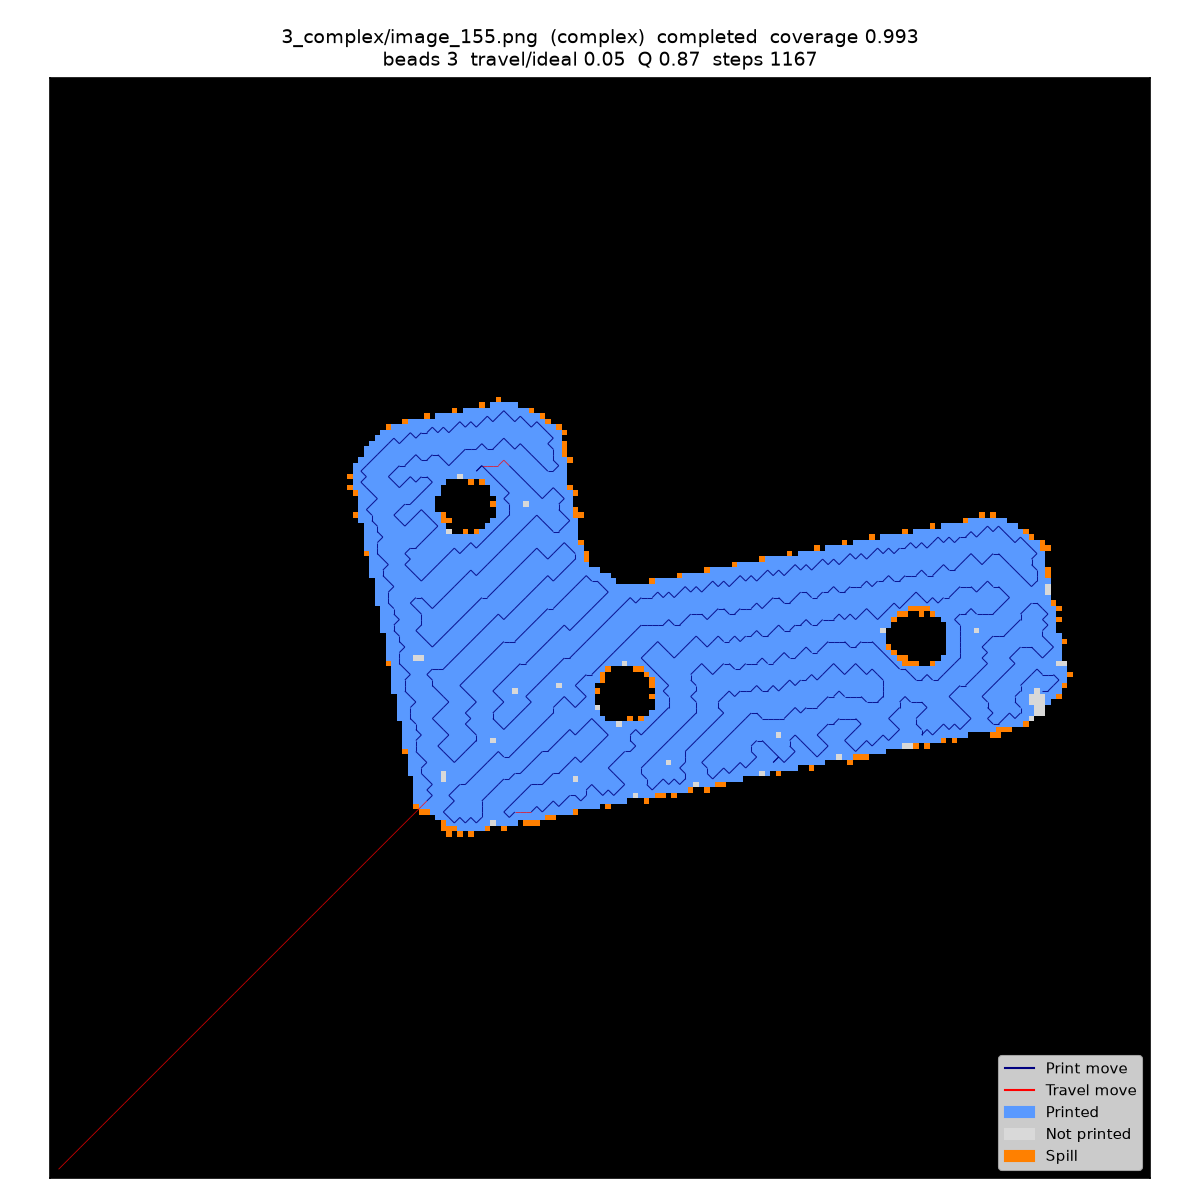 3_complex/image_155.png  (complex)  completed  coverage 0.993
beads 3  travel/ideal 0.05  Q 0.87  steps 1167
Print move
Travel move
Printed
Not printed
Spill